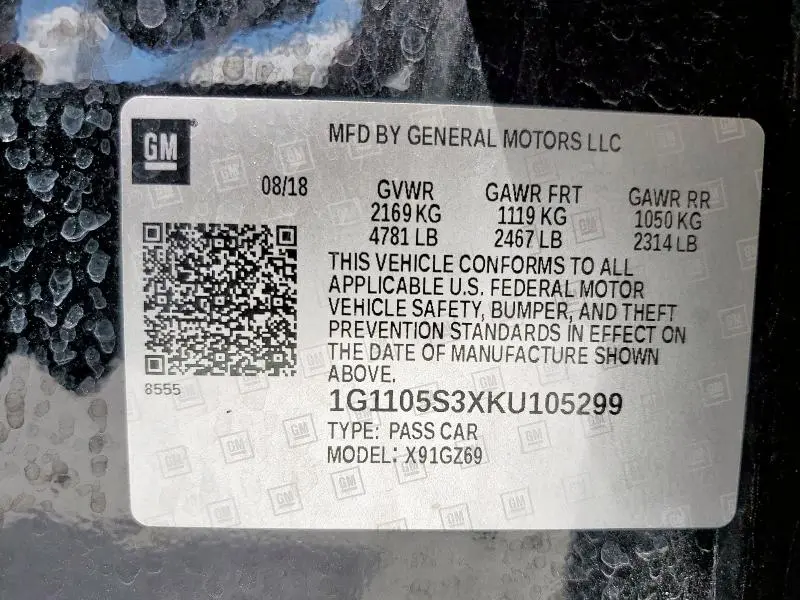 GM
MFD BY GENERAL MOTORS LLC
08/18
GVWR
2169 KG
4781 LB
GAWR FRT
1119 KG
2467 LB
GAWR RR
1050 KG
2314 LB
THIS VEHICLE CONFORMS TO ALL
APPLICABLE U.S. FEDERAL MOTOR
VEHICLE SAFETY, BUMPER, AND THEFT
PREVENTION STANDARDS IN EFFECT ON
THE DATE OF MANUFACTURE SHOWN
ABOVE.
8555
1G1105S3XKU105299
TYPE: PASS CAR
MODEL: X91GZ69